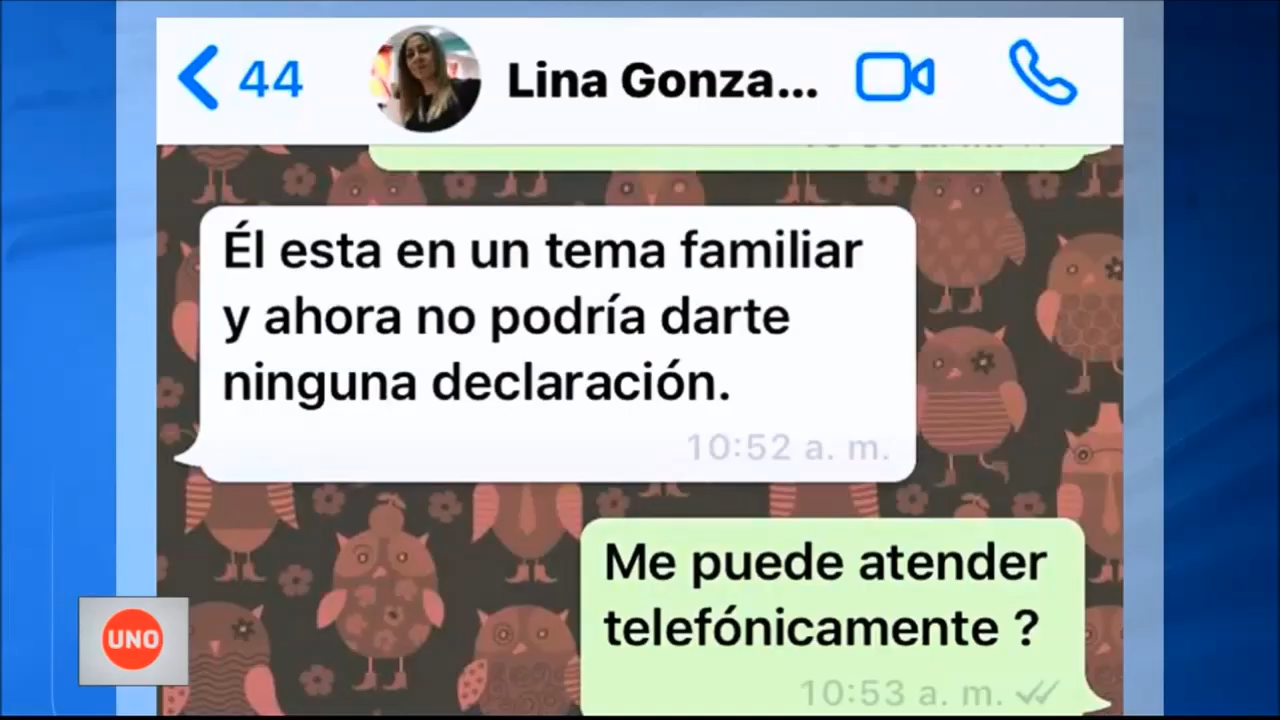 44
Lina Gonza...
Él esta en un tema familiar
y ahora no podría darte
ninguna declaración.
10:52 a. m.
Me puede atender
telefónicamente ?
10:53 a. m.
UNO